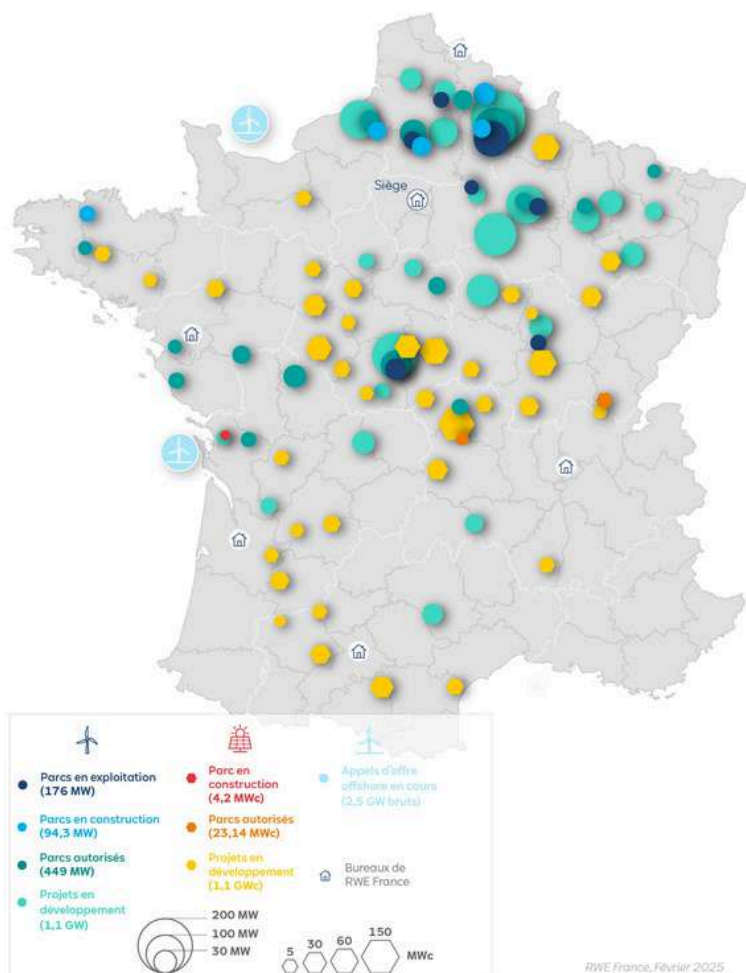 Siège
Parcs en exploitation
(176 MW)
Parcs en construction
(94,3 MW)
Parcs autorisés
(449 MW)
Projets en
développement
(1,1 GW)
Parc en
construction
(4,2 MWc)
Parcs autorisés
(23,14 MWc)
Projets en
développement
(1,1 GWc)
Appels d'offre
offshore en cours
(2,5 GW bruts)
Bureaux de
RWE France
200 MW
100 MW
30 MW
5 30 60 150
MWc
RWE France, Février 2025